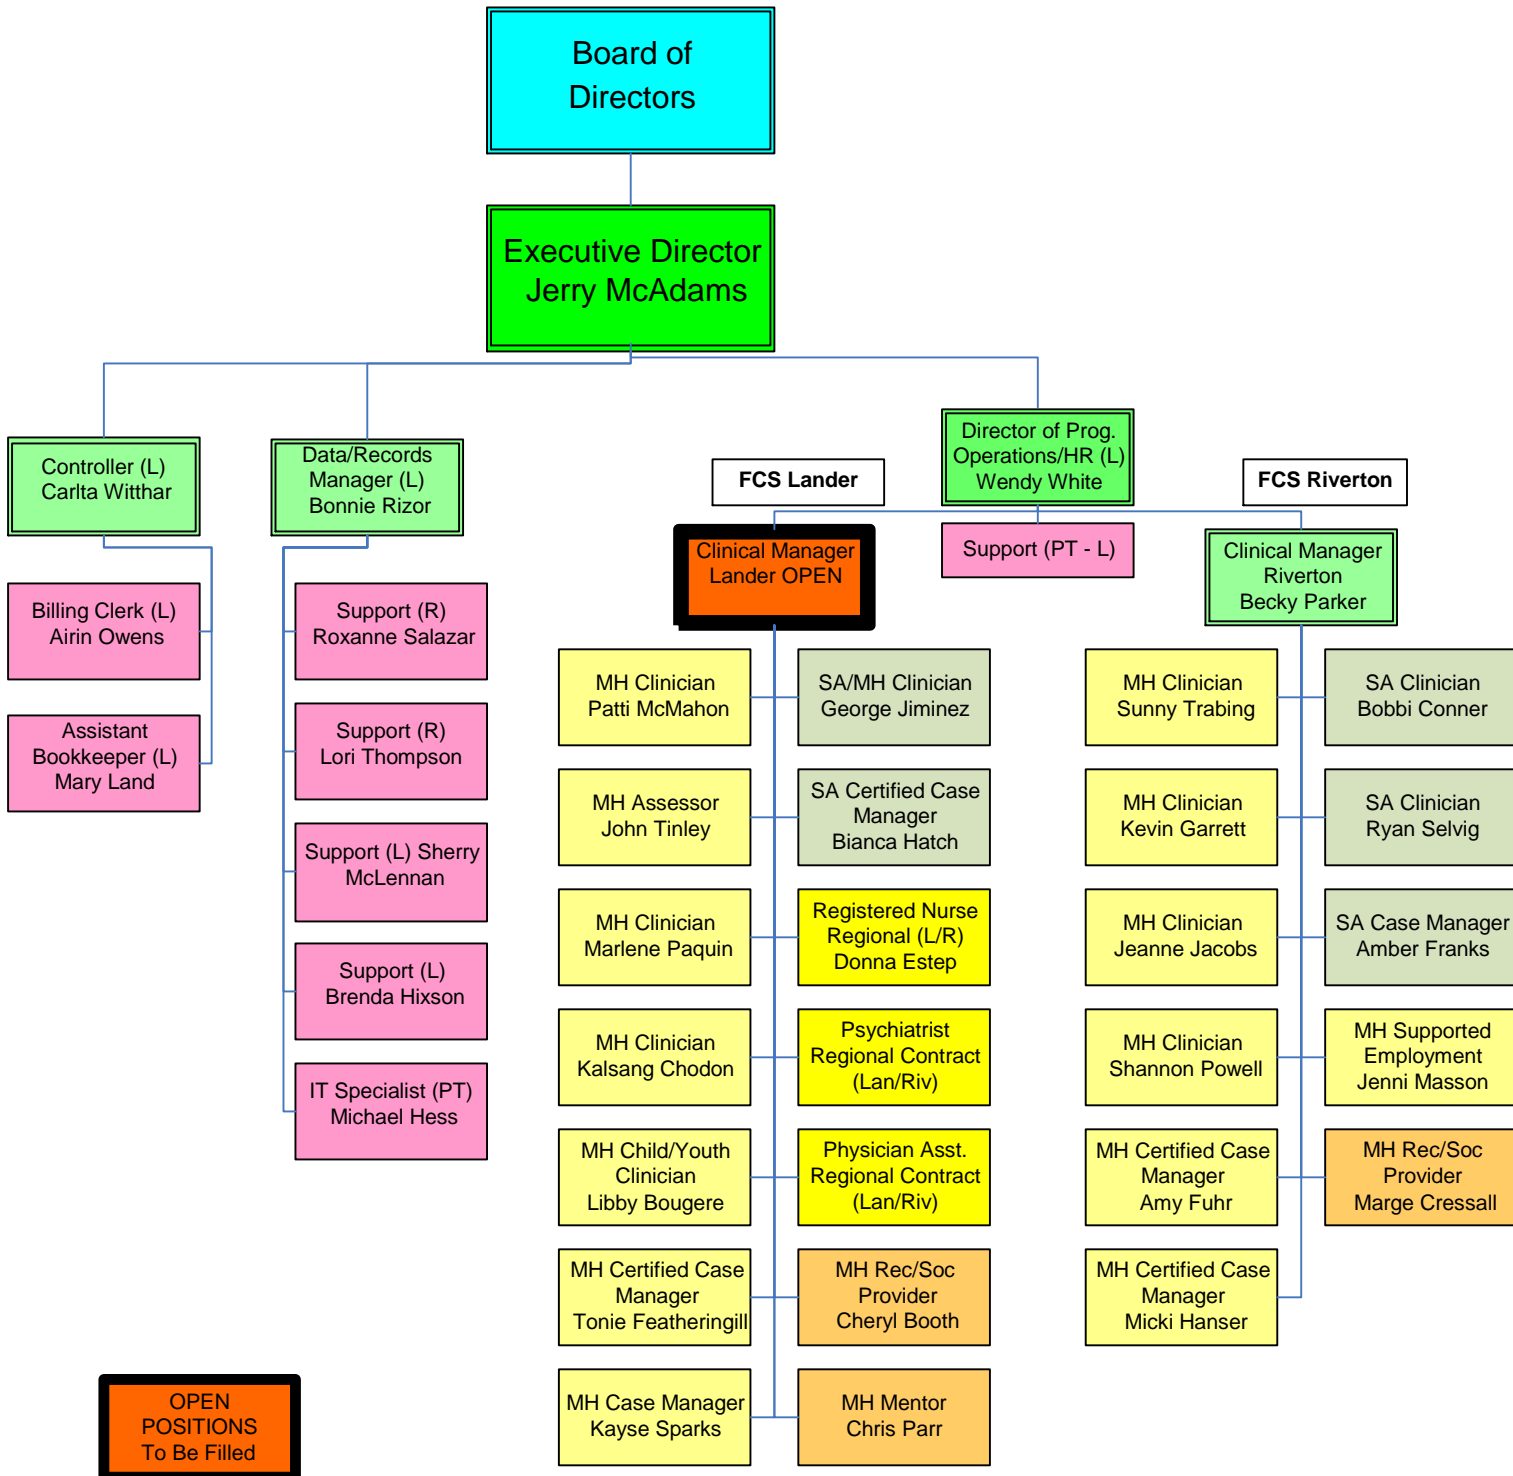 Board of
Directors
Executive Director
Jerry McAdams
Controller (L)
Carlta Witthar
Data/Records
Manager (L)
Bonnie Rizor
Director of Prog.
Operations/HR (L)
Wendy White
FCS Lander
FCS Riverton
Clinical Manager
Lander OPEN
Support (PT - L)
Clinical Manager
Riverton
Becky Parker
Billing Clerk (L)
Airin Owens
Assistant
Bookkeeper (L)
Mary Land
Support (R)
Roxanne Salazar
Support (R)
Lori Thompson
Support (L) Sherry
McLennan
Support (L)
Brenda Hixson
IT Specialist (PT)
Michael Hess
MH Clinician
Patti McMahon
SA/MH Clinician
George Jiminez
MH Assessor
John Tinley
SA Certified Case
Manager
Bianca Hatch
MH Clinician
Marlene Paquin
Registered Nurse
Regional (L/R)
Donna Estep
MH Clinician
Kalsang Chodon
Psychiatrist
Regional Contract
(Lan/Riv)
MH Child/Youth
Clinician
Libby Bougere
Physician Asst.
Regional Contract
(Lan/Riv)
MH Certified Case
Manager
Tonie Featheringill
MH Rec/Soc
Provider
Cheryl Booth
MH Case Manager
Kayse Sparks
MH Mentor
Chris Parr
MH Clinician
Sunny Trabing
SA Clinician
Bobbi Conner
MH Clinician
Kevin Garrett
SA Clinician
Ryan Selvig
MH Clinician
Jeanne Jacobs
SA Case Manager
Amber Franks
MH Clinician
Shannon Powell
MH Supported
Employment
Jenni Masson
MH Certified Case
Manager
Amy Fuhr
MH Rec/Soc
Provider
Marge Cressall
MH Certified Case
Manager
Micki Hanser
OPEN
POSITIONS
To Be Filled